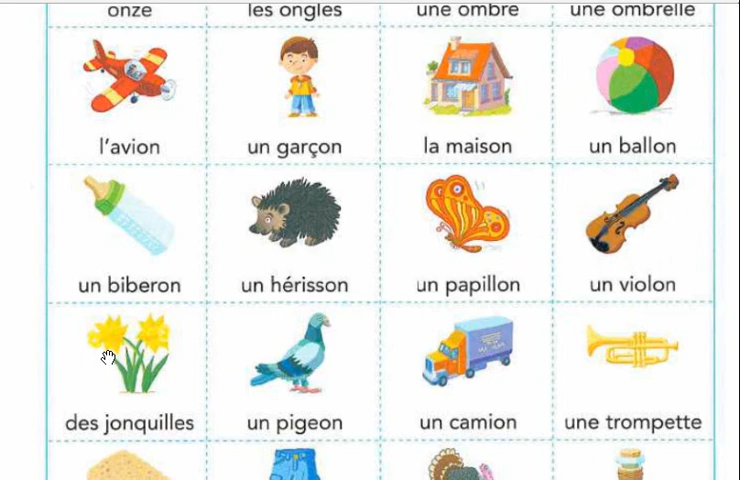 onze les ongles une ombre une ombrelle
l'avion un garçon la maison un ballon
un biberon un hérisson un papillon un violon
des jonquilles un pigeon un camion une trompette